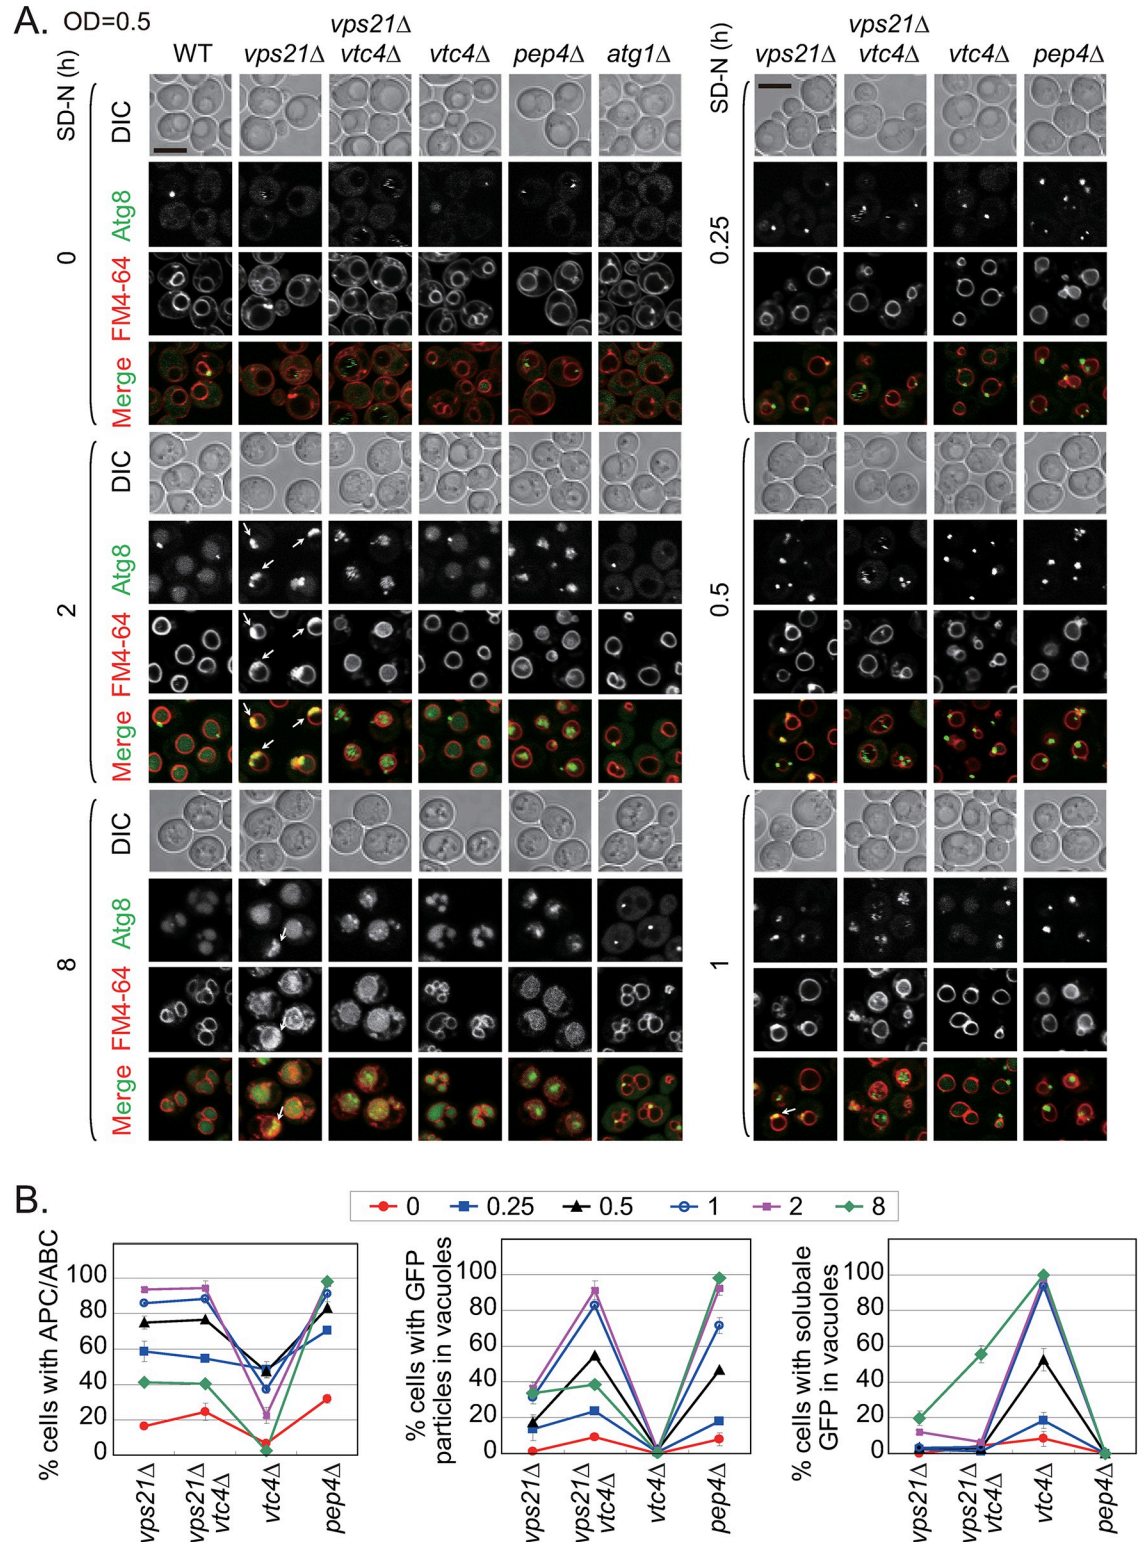 A. OD=0.5
SD-N (h)
WT
vps21Δ
vps21Δ
vtc4Δ
vtc4Δ
pep4Δ
atg1Δ
0
DIC
Atg8
FM4-64
Merge
2
DIC
Atg8
FM4-64
Merge
8
DIC
Atg8
FM4-64
Merge
SD-N (h)
vps21Δ
vps21Δ
vtc4Δ
vtc4Δ
pep4Δ
0.25
0.5
1
B.
0 0.25 0.5 1 2 8
% cells with APC/ABC
100
80
60
40
20
0
vps21Δ
vps21Δ
vtc4Δ
vtc4Δ
pep4Δ
% cells with GFP
particles in vacuoles
100
80
60
40
20
0
vps21Δ
vps21Δ
vtc4Δ
vtc4Δ
pep4Δ
% cells with solubale
GFP in vacuoles
100
80
60
40
20
0
vps21Δ
vps21Δ
vtc4Δ
vtc4Δ
pep4Δ